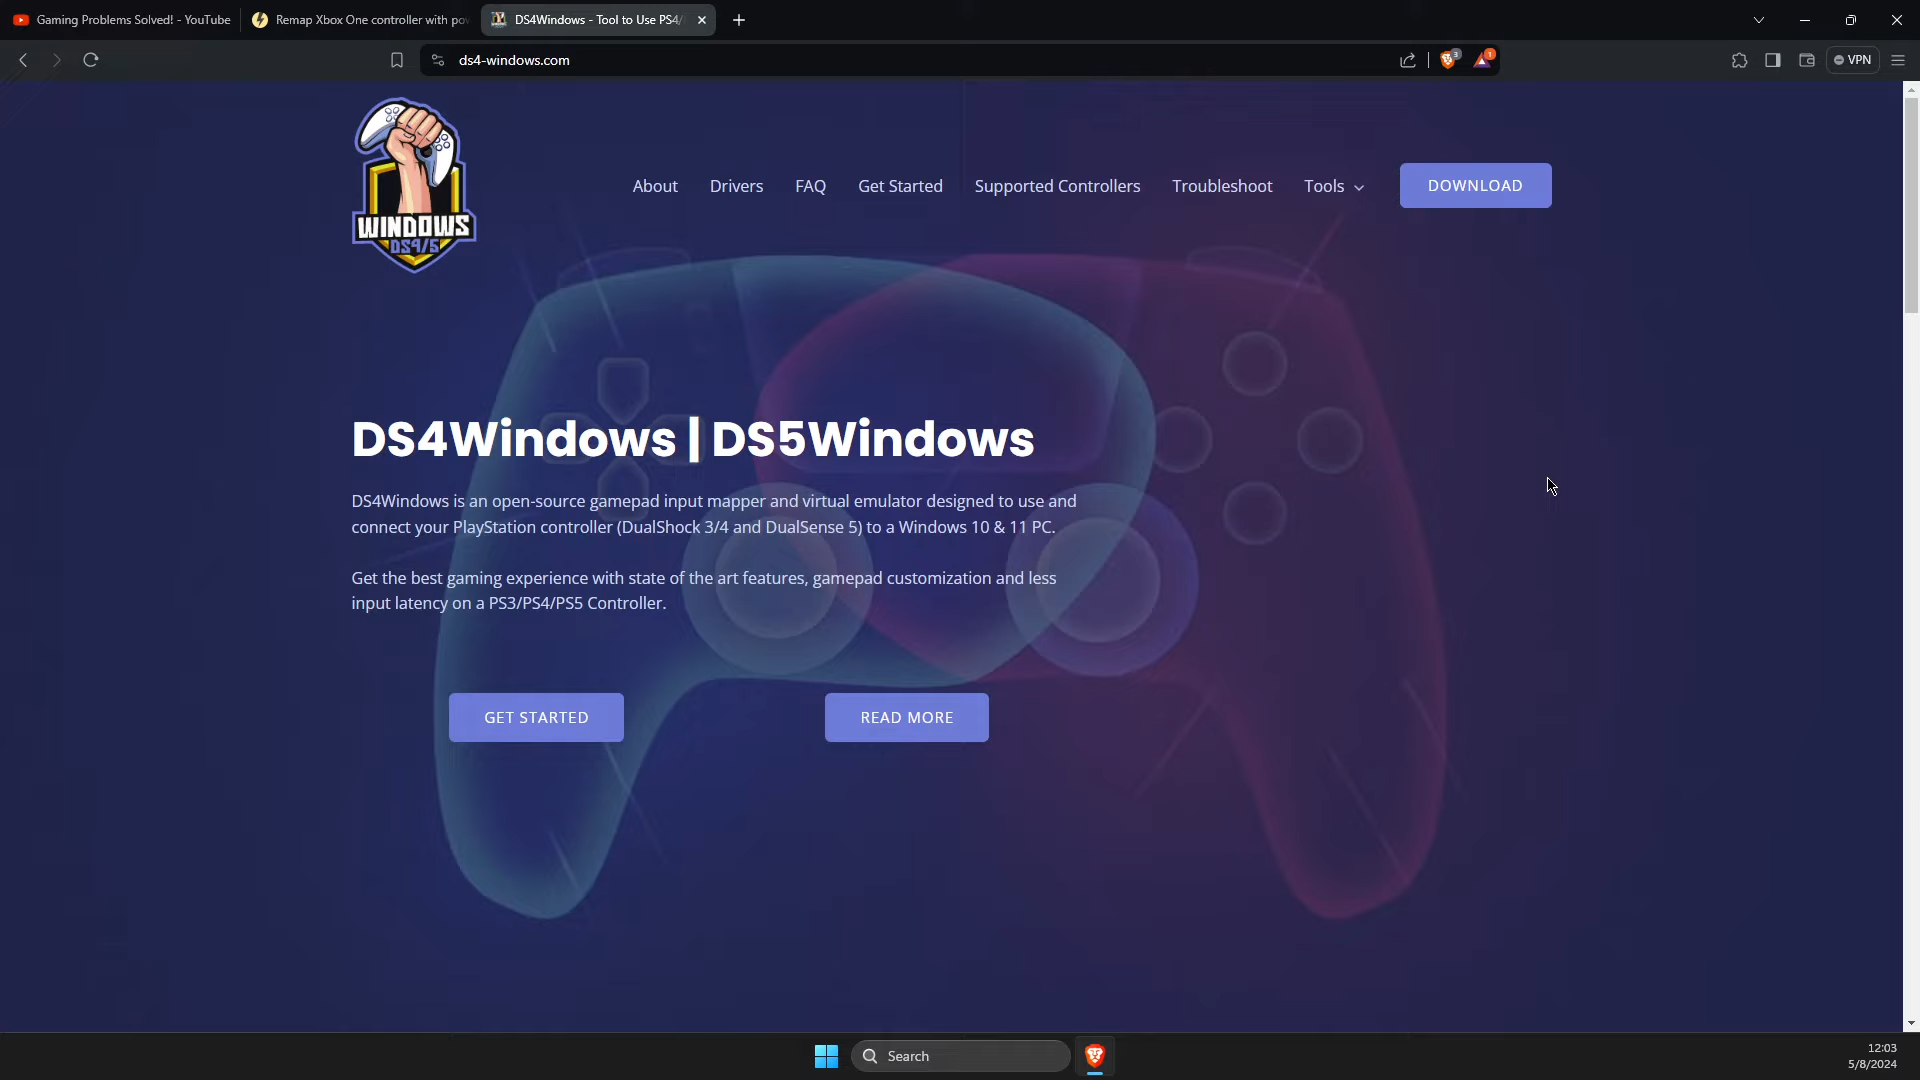 Gaming Problems Solved! - YouTube
Remap Xbox One controller with po
DS4Windows - Tool to Use PS4/
ds4-windows.com
3
1
VPN
WINDOWS
DS4/5
About
Drivers
FAQ
Get Started
Supported Controllers
Troubleshoot
Tools
DOWNLOAD
DS4Windows | DS5Windows
DS4Windows is an open-source gamepad input mapper and virtual emulator designed to use and
connect your PlayStation controller (DualShock 3/4 and DualSense 5) to a Windows 10 & 11 PC.
Get the best gaming experience with state of the art features, gamepad customization and less
input latency on a PS3/PS4/PS5 Controller.
GET STARTED
READ MORE
Search
12:03
5/8/2024